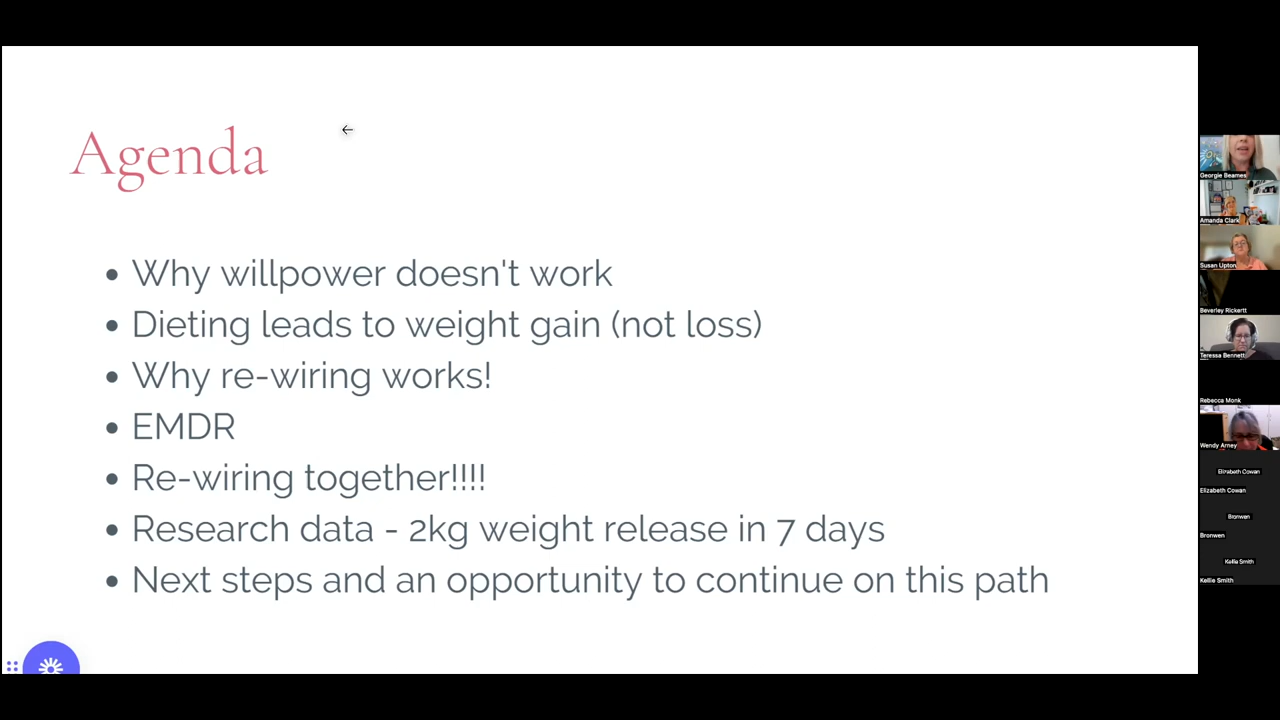 Agenda
Why willpower doesn't work
Dieting leads to weight gain (not loss)
Why re-wiring works!
EMDR
Re-wiring together!!!!
Research data - 2kg weight release in 7 days
Next steps and an opportunity to continue on this path
Georgie Beames
Amanda Clark
Susan Upton
Beverley Rickertt
Teressa Bennett
Rebecca Monk
Wendy Arney
Elizabeth Cowan
Elizabeth Cowan
Bronwen
Bronwen
Kellie Smith
Kellie Smith